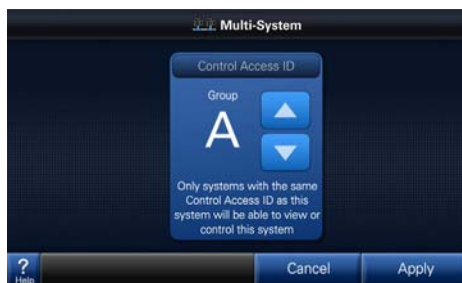 Multi-System
Control Access ID
Group
A
Only systems with the same
Control Access ID as this
system will be able to view or
control this system
?
Help
Cancel
Apply